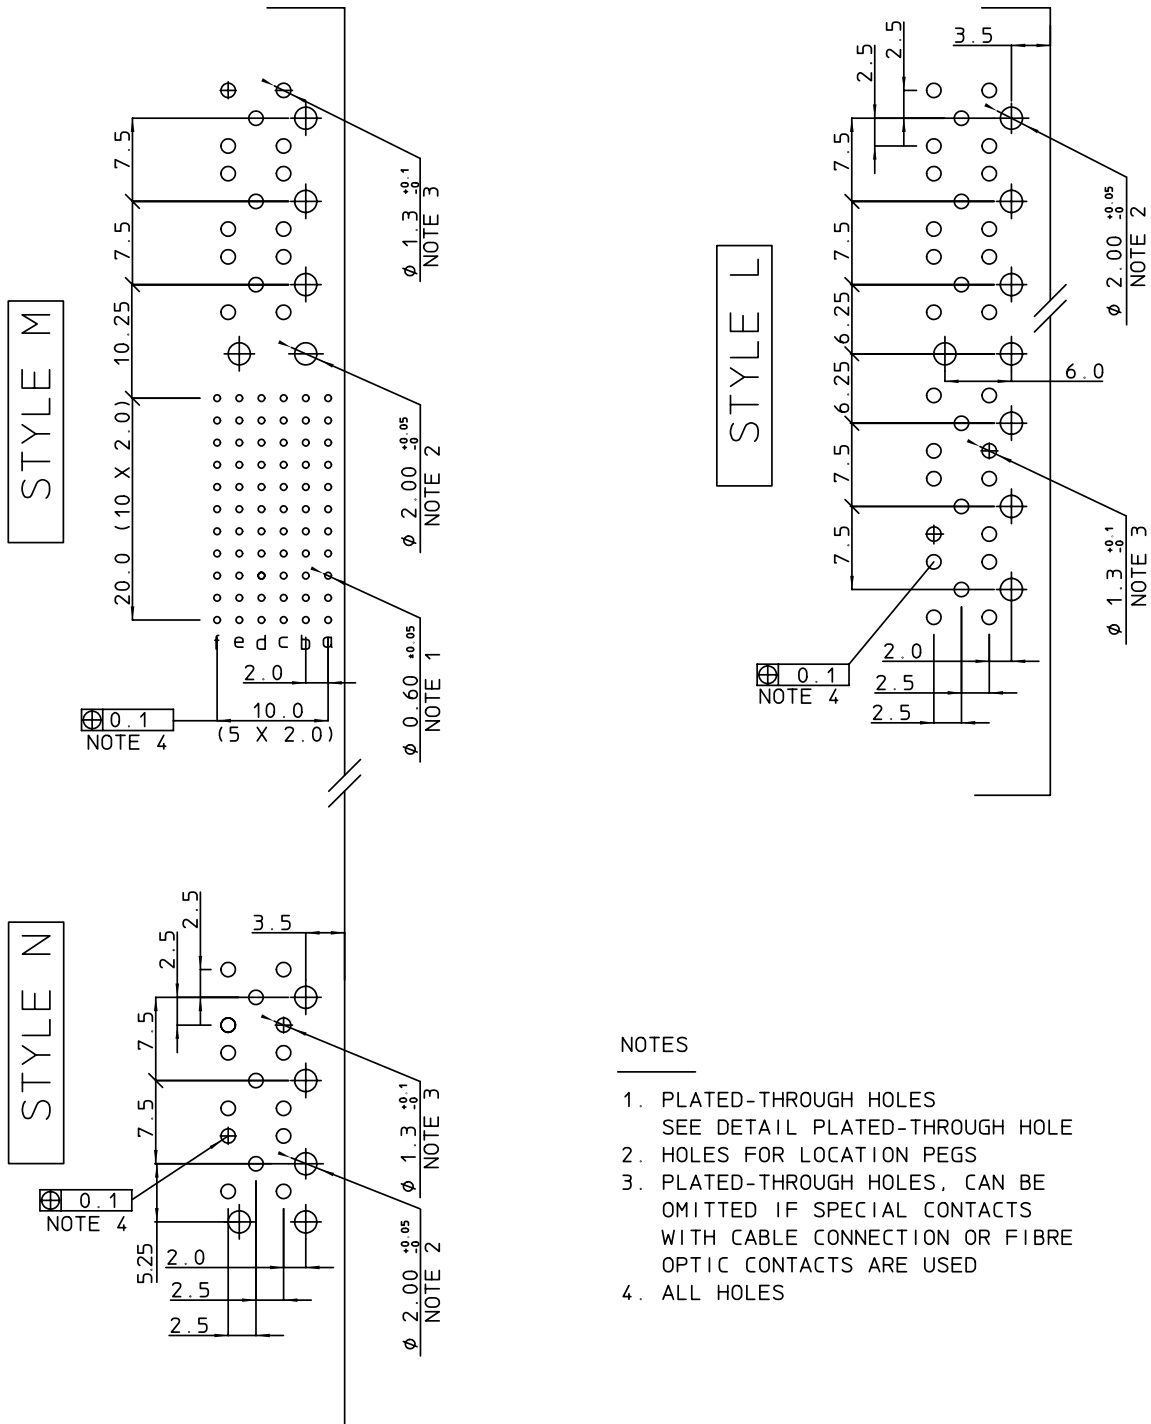 STYLE M
7.5
7.5
10.25
20.0 (10 X 2.0)
ø 1.3 +0.1 -0
NOTE 3
ø 2.00 +0.05 -0
NOTE 2
ø 0.60 ±0.05
NOTE 1
f e d c b a
2.0
10.0
(5 X 2.0)
⌖ 0.1
NOTE 4
STYLE L
2.5
2.5
3.5
7.5
7.5
6.25
6.25
7.5
7.5
ø 2.00 +0.05 -0
NOTE 2
6.0
ø 1.3 +0.1 -0
NOTE 3
⌖ 0.1
NOTE 4
2.0
2.5
2.5
STYLE N
2.5
2.5
3.5
7.5
7.5
5.25
ø 1.3 +0.1 -0
NOTE 3
ø 2.00 +0.05 -0
NOTE 2
⌖ 0.1
NOTE 4
2.0
2.5
2.5
NOTES
1. PLATED-THROUGH HOLES
SEE DETAIL PLATED-THROUGH HOLE
2. HOLES FOR LOCATION PEGS
3. PLATED-THROUGH HOLES, CAN BE
OMITTED IF SPECIAL CONTACTS
WITH CABLE CONNECTION OR FIBRE
OPTIC CONTACTS ARE USED
4. ALL HOLES